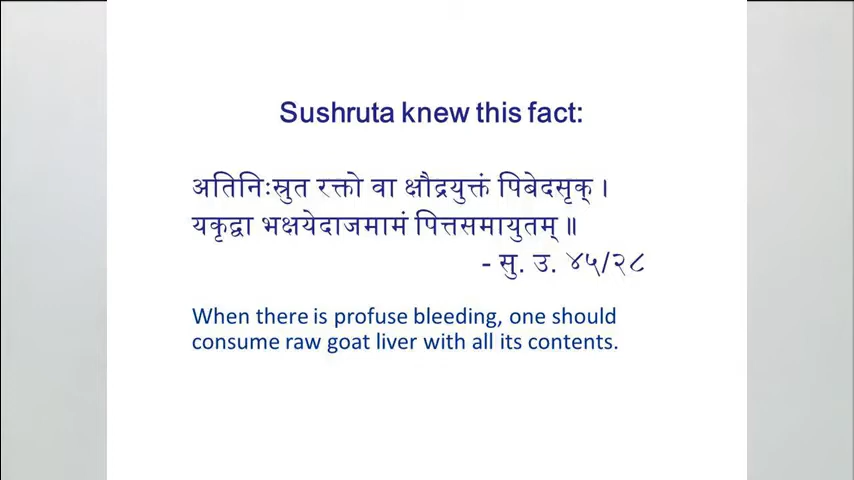 Sushruta knew this fact:
अतिनिःस्रुत रक्तो वा क्षौद्रयुक्तं पिबेदसृक् ।
यकृद्वा भक्षयेदाजमामं पित्तसमायुतम् ॥
- सु. उ. ४५/२८
When there is profuse bleeding, one should
consume raw goat liver with all its contents.